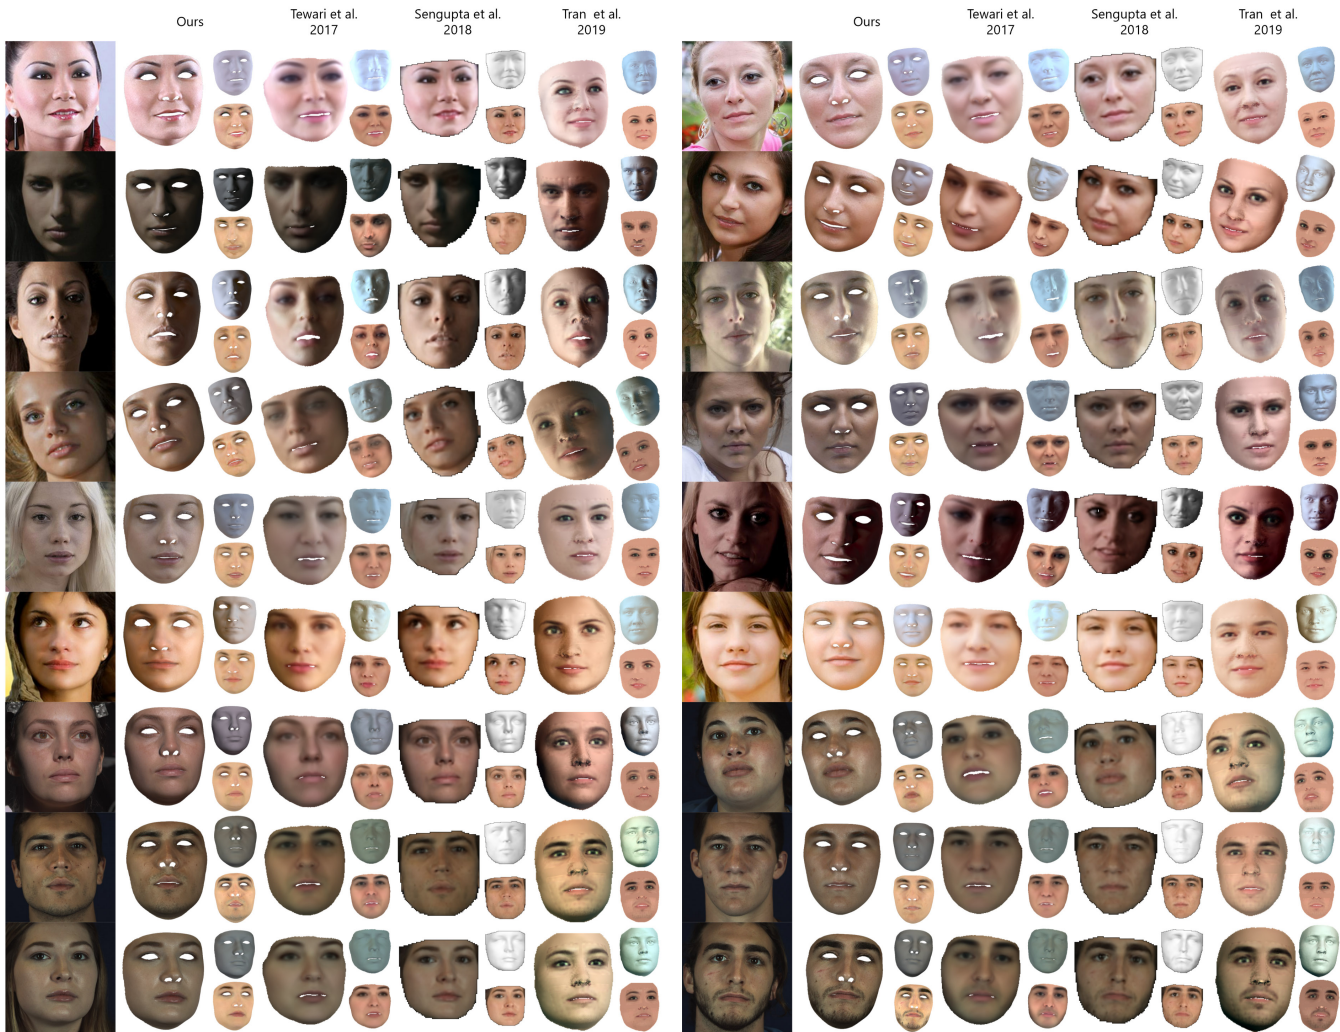 Ours
Tewari et al.
2017
Sengupta et al.
2018
Tran et al.
2019
Ours
Tewari et al.
2017
Sengupta et al.
2018
Tran et al.
2019